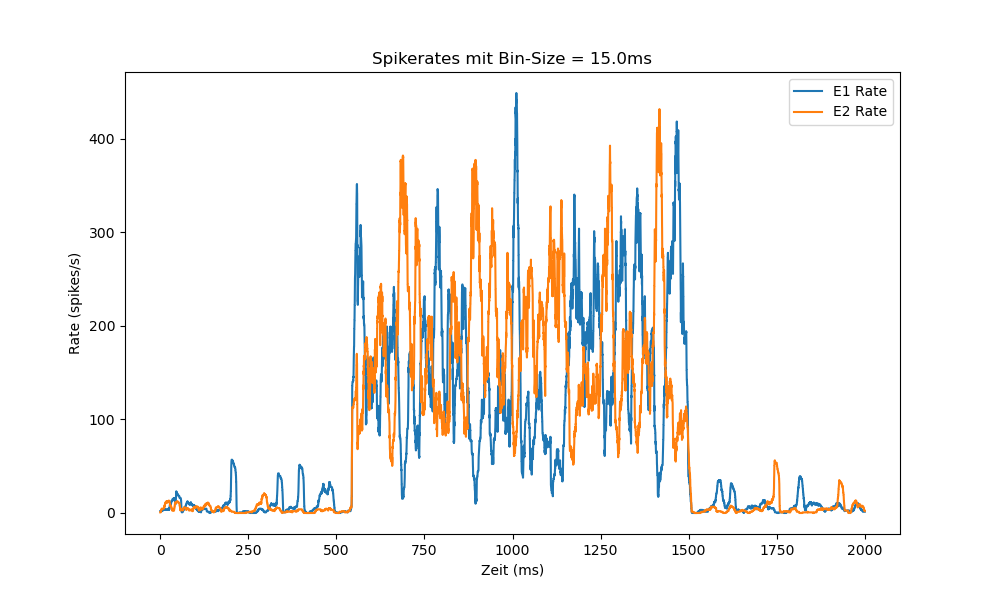 Spikerates mit Bin-Size = 15.0ms
E1 Rate
E2 Rate
400
300
200
100
0
Rate (spikes/s)
0 250 500 750 1000 1250 1500 1750 2000
Zeit (ms)